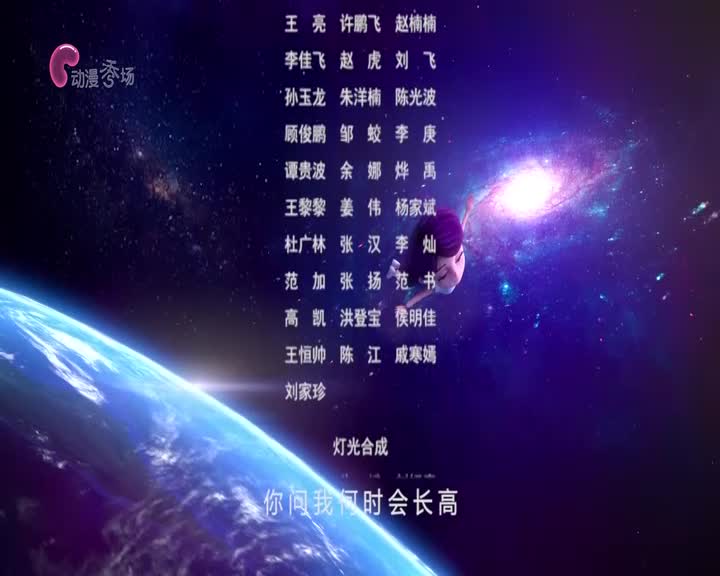 王 亮 许鹏飞 赵楠楠
动漫秀场
李佳飞 赵 虎 刘 飞
孙玉龙 朱洋楠 陈光波
顾俊鹏 邹 蛟 李 庚
谭贵波 余 娜 烨 禹
王黎黎 姜 伟 杨家斌
杜广林 张 汉 李 灿
范 加 张 扬 范 书
高 凯 洪登宝 侯明佳
王恒帅 陈 江 戚寒嫣
刘家珍
灯光合成
你问我何时会长高